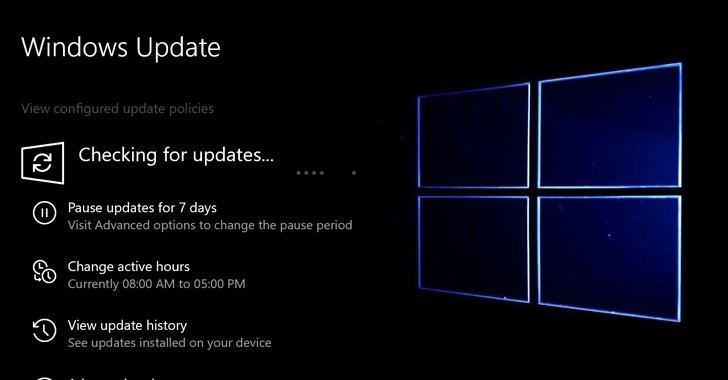 Windows Update
View configured update policies
Checking for updates...
Pause updates for 7 days
Visit Advanced options to change the pause period
Change active hours
Currently 08:00 AM to 05:00 PM
View update history
See updates installed on your device